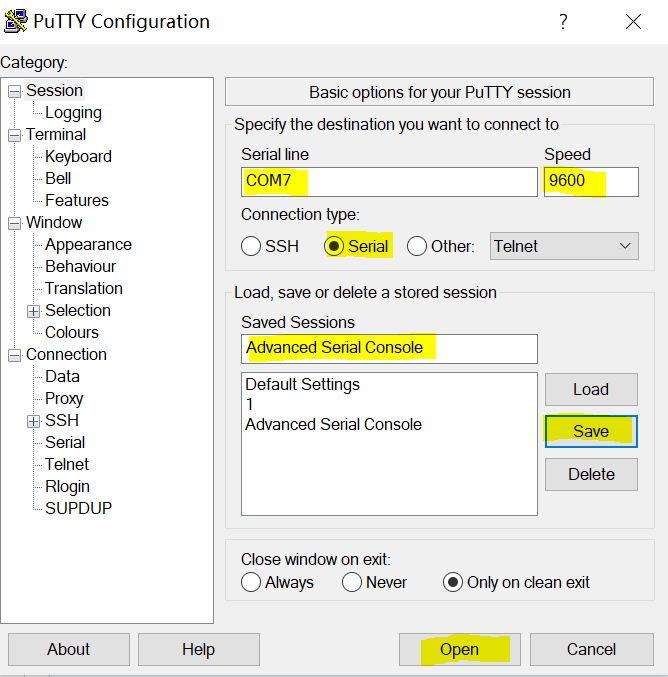 PuTTY Configuration
?
Category:
Session
Logging
Terminal
Keyboard
Bell
Features
Window
Appearance
Behaviour
Translation
Selection
Colours
Connection
Data
Proxy
SSH
Serial
Telnet
Rlogin
SUPDUP
Basic options for your PuTTY session
Specify the destination you want to connect to
Serial line Speed
COM7 9600
Connection type:
SSH Serial Other: Telnet
Load, save or delete a stored session
Saved Sessions
Advanced Serial Console
Default Settings
1
Advanced Serial Console
Load
Save
Delete
Close window on exit:
Always Never Only on clean exit
About Help Open Cancel